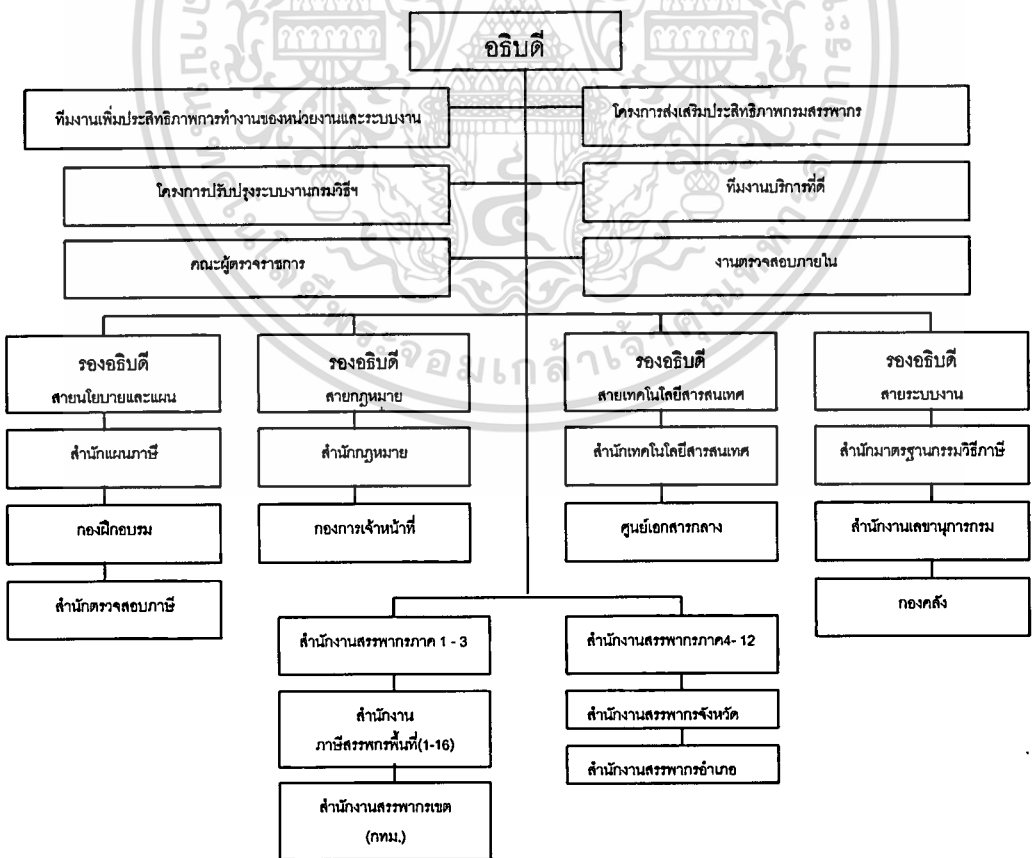 อธิบดี
ทีมงานเพิ่มประสิทธิภาพการทำงานของหน่วยงานและระบบงาน
โครงการส่งเสริมประสิทธิภาพกรมสรรพากร
โครงการปรับปรุงระบบงานกรมวิธีฯ
ทีมงานบริการที่ดี
คณะผู้ตรวจราชการ
งานตรวจสอบภายใน
รองอธิบดี
สายนโยบายและแผน
รองอธิบดี
สายกฎหมาย
รองอธิบดี
สายเทคโนโลยีสารสนเทศ
รองอธิบดี
สายระบบงาน
สำนักแผนภาษี
สำนักกฎหมาย
สำนักเทคโนโลยีสารสนเทศ
สำนักมาตรฐานกรรมวิธีภาษี
กองฝึกอบรม
กองการเจ้าหน้าที่
ศูนย์เอกสารกลาง
สำนักงานเลขานุการกรม
สำนักตรวจสอบภาษี
กองคลัง
สำนักงานสรรพากรภาค 1 - 3
สำนักงานสรรพากรภาค4- 12
สำนักงาน
ภาษีสรรพกรพื้นที่(1-16)
สำนักงานสรรพากรจังหวัด
สำนักงานสรรพากรอำเภอ
สำนักงานสรรพากรเขต
(กทม.)
พระจอมเกล้าเจ้าคุณทหาร